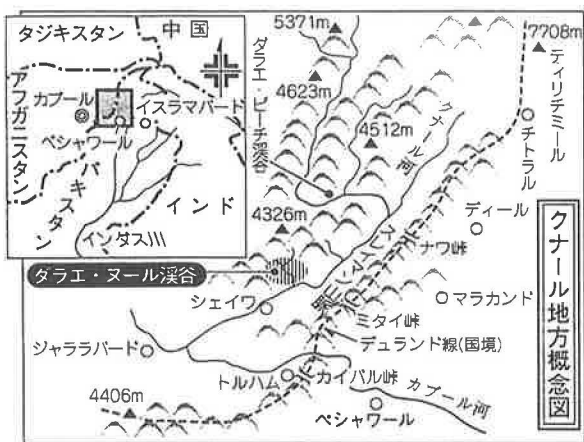 タジキスタン
中国
アフガニスタン
カブール
イスラマバード
ペシャワール
パキスタン
インド
インダス川
5371m
4623m
4512m
7708m
ティリチミール
ダラエ・ピーチ渓谷
クナール河
チトラル
ディール
ナワ峠
4326m
スレイマン山脈
ダラエ・ヌール渓谷
シェイワ
マラカンド
ミタイ峠
デュランド線(国境)
ジャララバード
トルハム
カイバル峠
カブール河
ペシャワール
4406m
クナール地方概念図